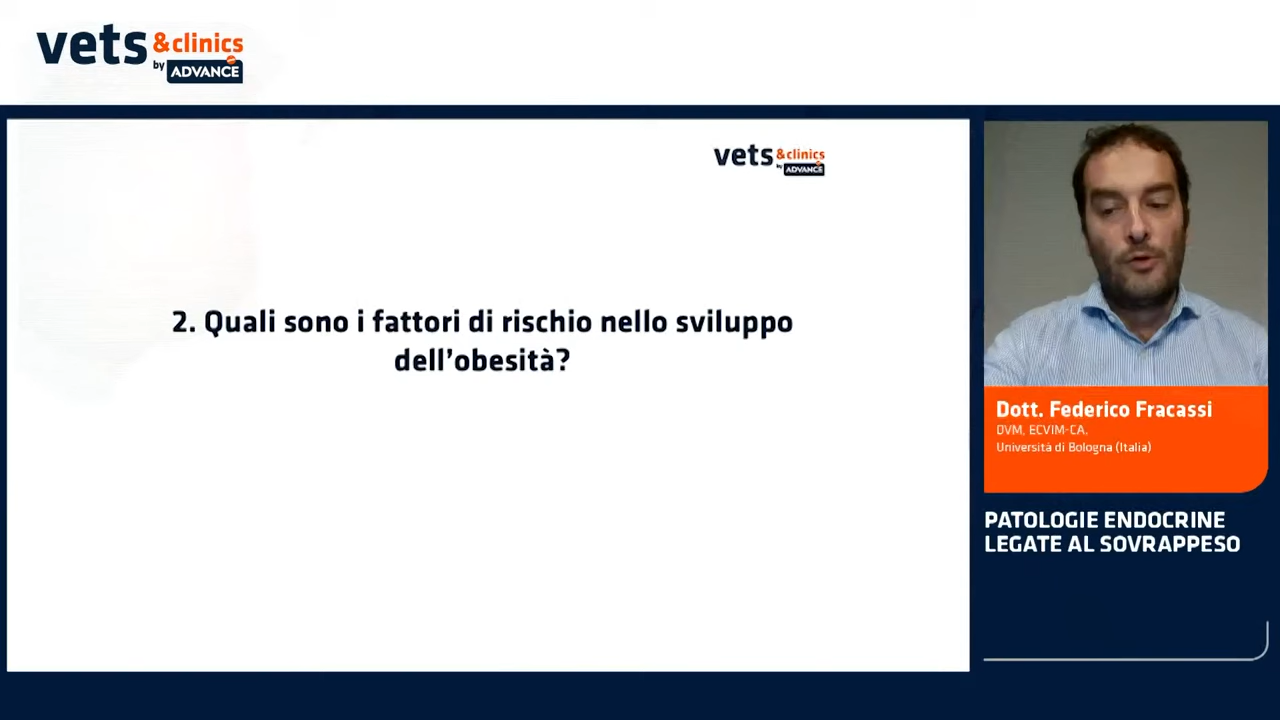 vets &clinics
by ADVANCE
vets &clinics
by ADVANCE
2. Quali sono i fattori di rischio nello sviluppo
dell’obesità?
Dott. Federico Fracassi
DVM, ECVIM-CA,
Università di Bologna (Italia)
PATOLOGIE ENDOCRINE
LEGATE AL SOVRAPPESO